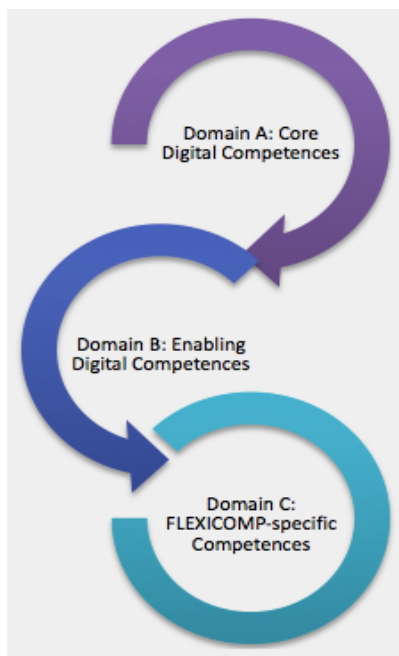 Domain A: Core
Digital Competences
Domain B: Enabling
Digital Competences
Domain C:
FLEXICOMP-specific
Competences